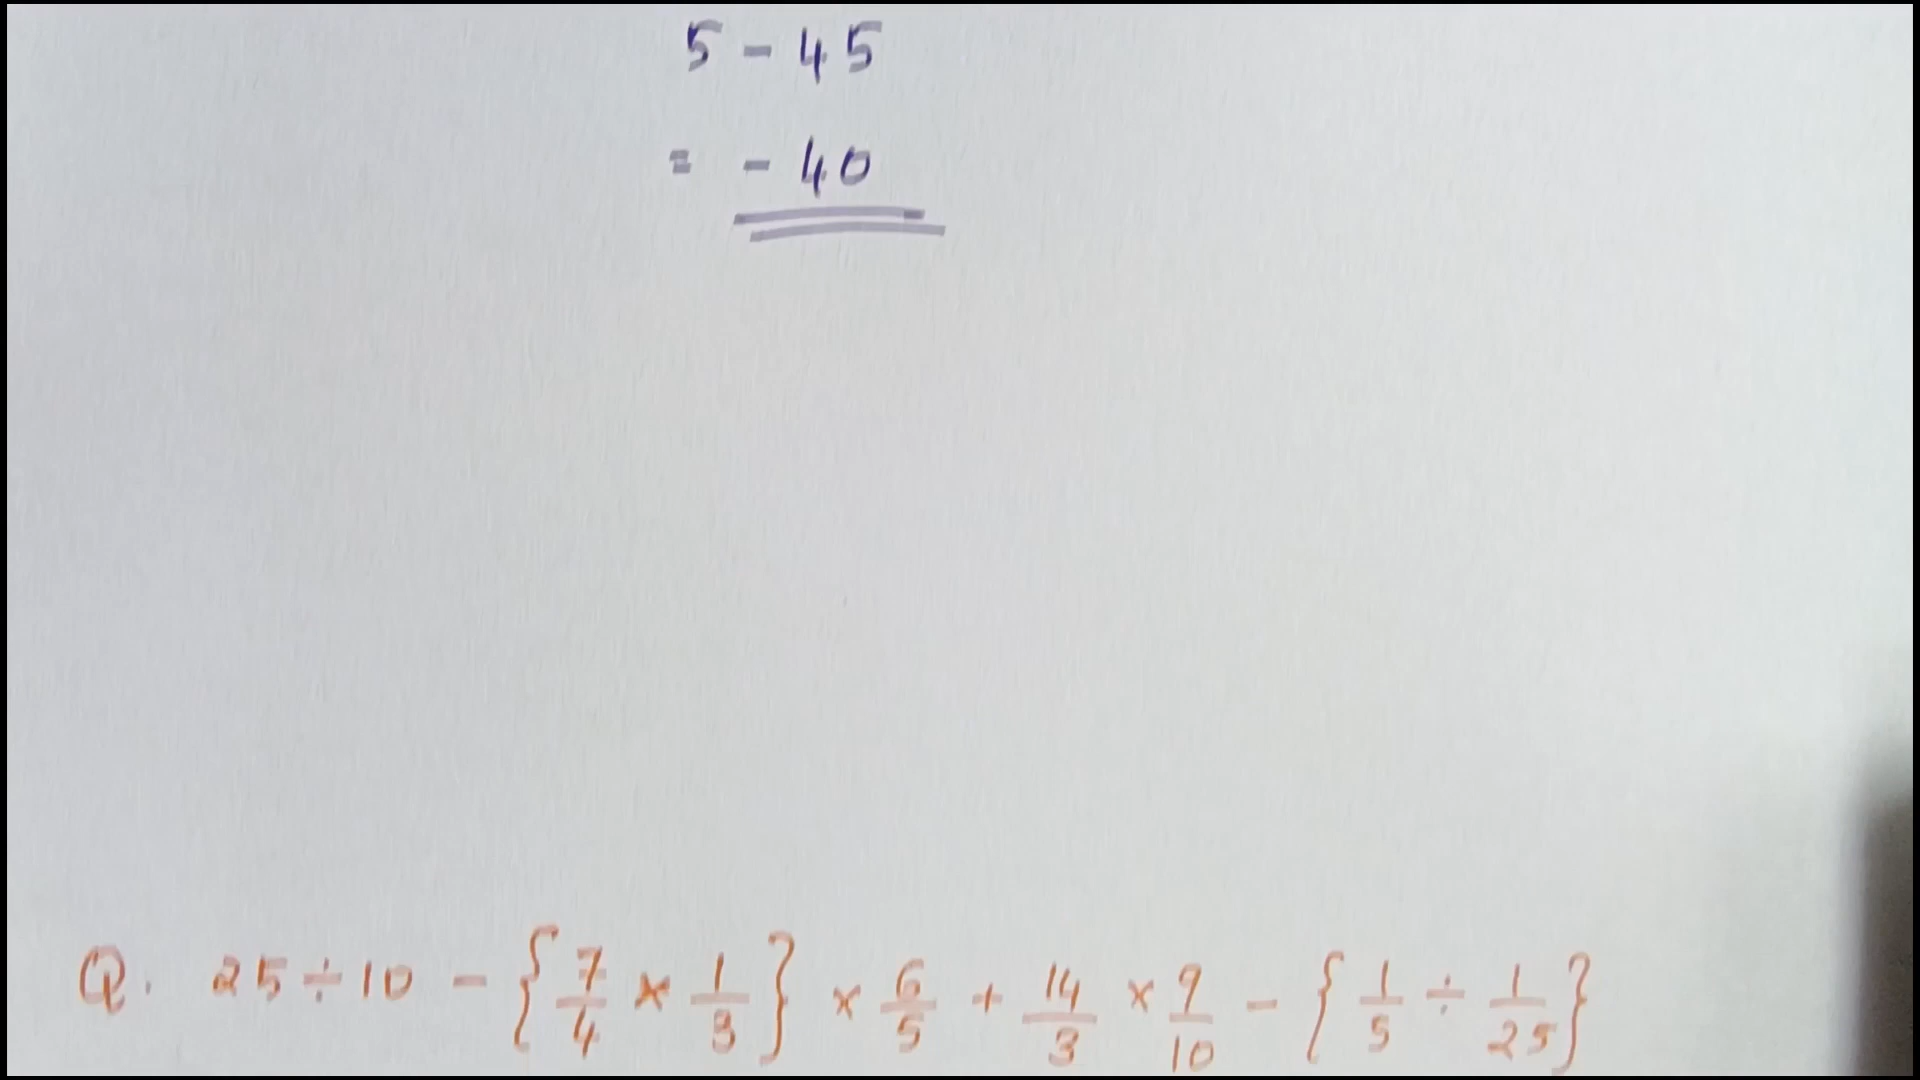 5 - 45
= - 40
Q. 25 ÷ 10 - {7/4 × 1/3} × 6/5 + 14/3 × 9/10 - {1/5 ÷ 1/25}